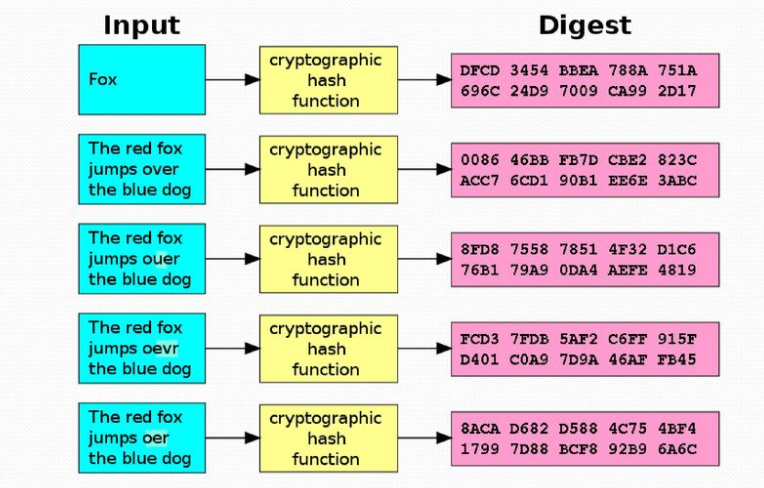 Input
Digest
Fox
cryptographic
hash
function
DFCD 3454 BBEA 788A 751A
696C 24D9 7009 CA99 2D17
The red fox
jumps over
the blue dog
cryptographic
hash
function
0086 46BB FB7D CBE2 823C
ACC7 6CD1 90B1 EE6E 3ABC
The red fox
jumps ouer
the blue dog
cryptographic
hash
function
8FD8 7558 7851 4F32 D1C6
76B1 79A9 0DA4 AEFE 4819
The red fox
jumps oevr
the blue dog
cryptographic
hash
function
FCD3 7FDB 5AF2 C6FF 915F
D401 C0A9 7D9A 46AF FB45
The red fox
jumps oer
the blue dog
cryptographic
hash
function
8ACA D682 D588 4C75 4BF4
1799 7D88 BCF8 92B9 6A6C